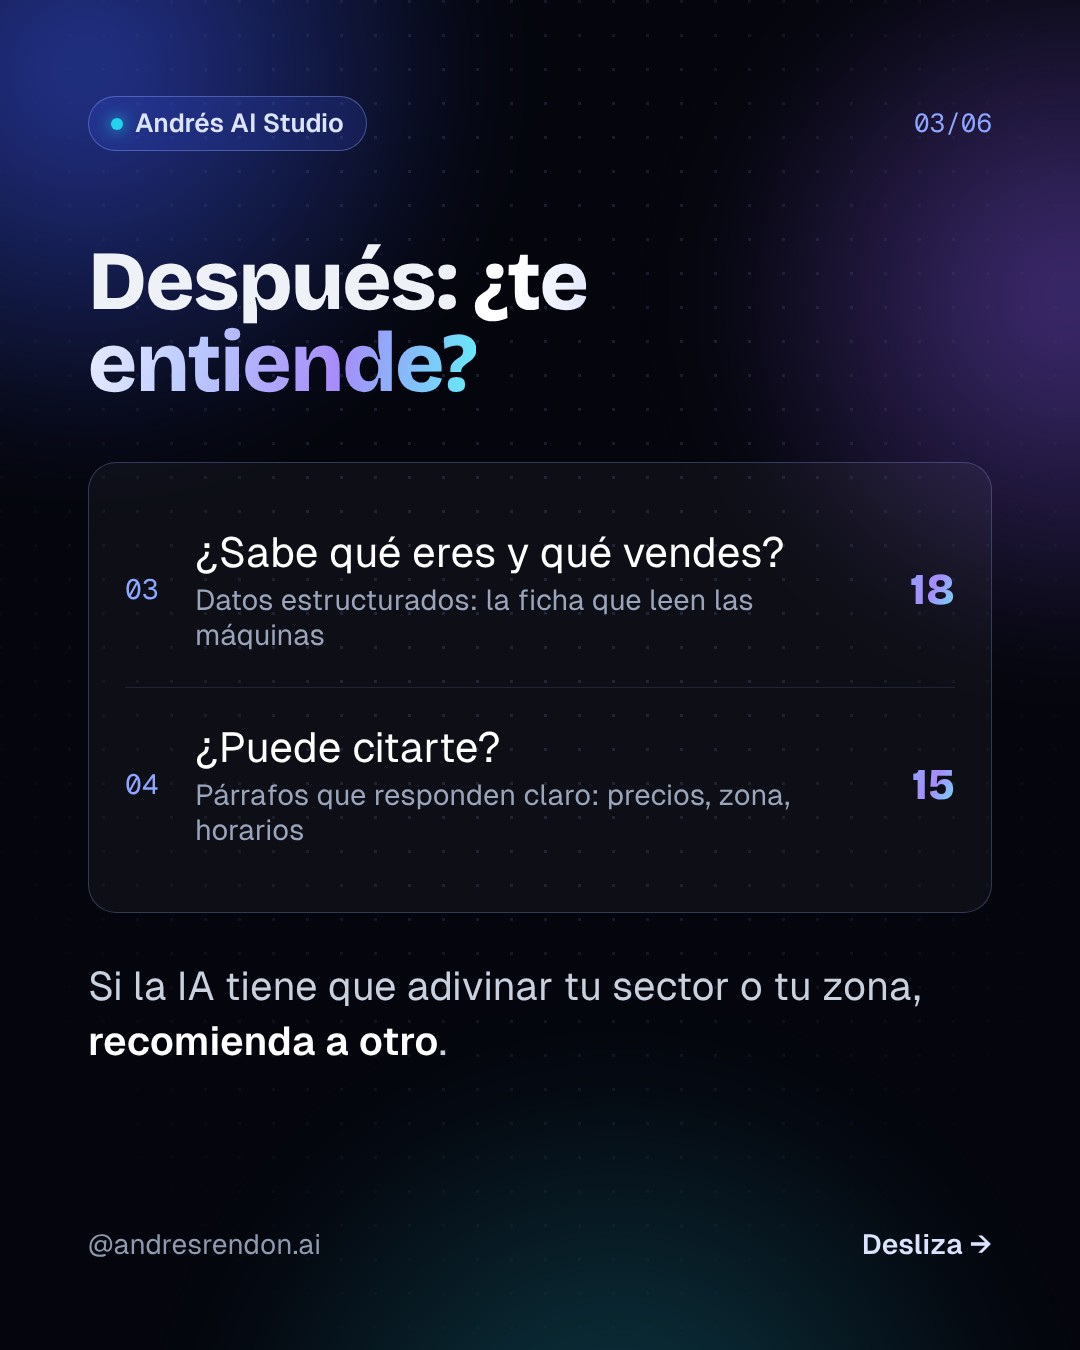 Andrés AI Studio
03/06
Después: ¿te
entiende?
03
¿Sabe qué eres y qué vendes?
Datos estructurados: la ficha que leen las
máquinas
18
04
¿Puede citarte?
Párrafos que responden claro: precios, zona,
horarios
15
Si la IA tiene que adivinar tu sector o tu zona,
recomienda a otro.
@andresrendon.ai
Desliza →